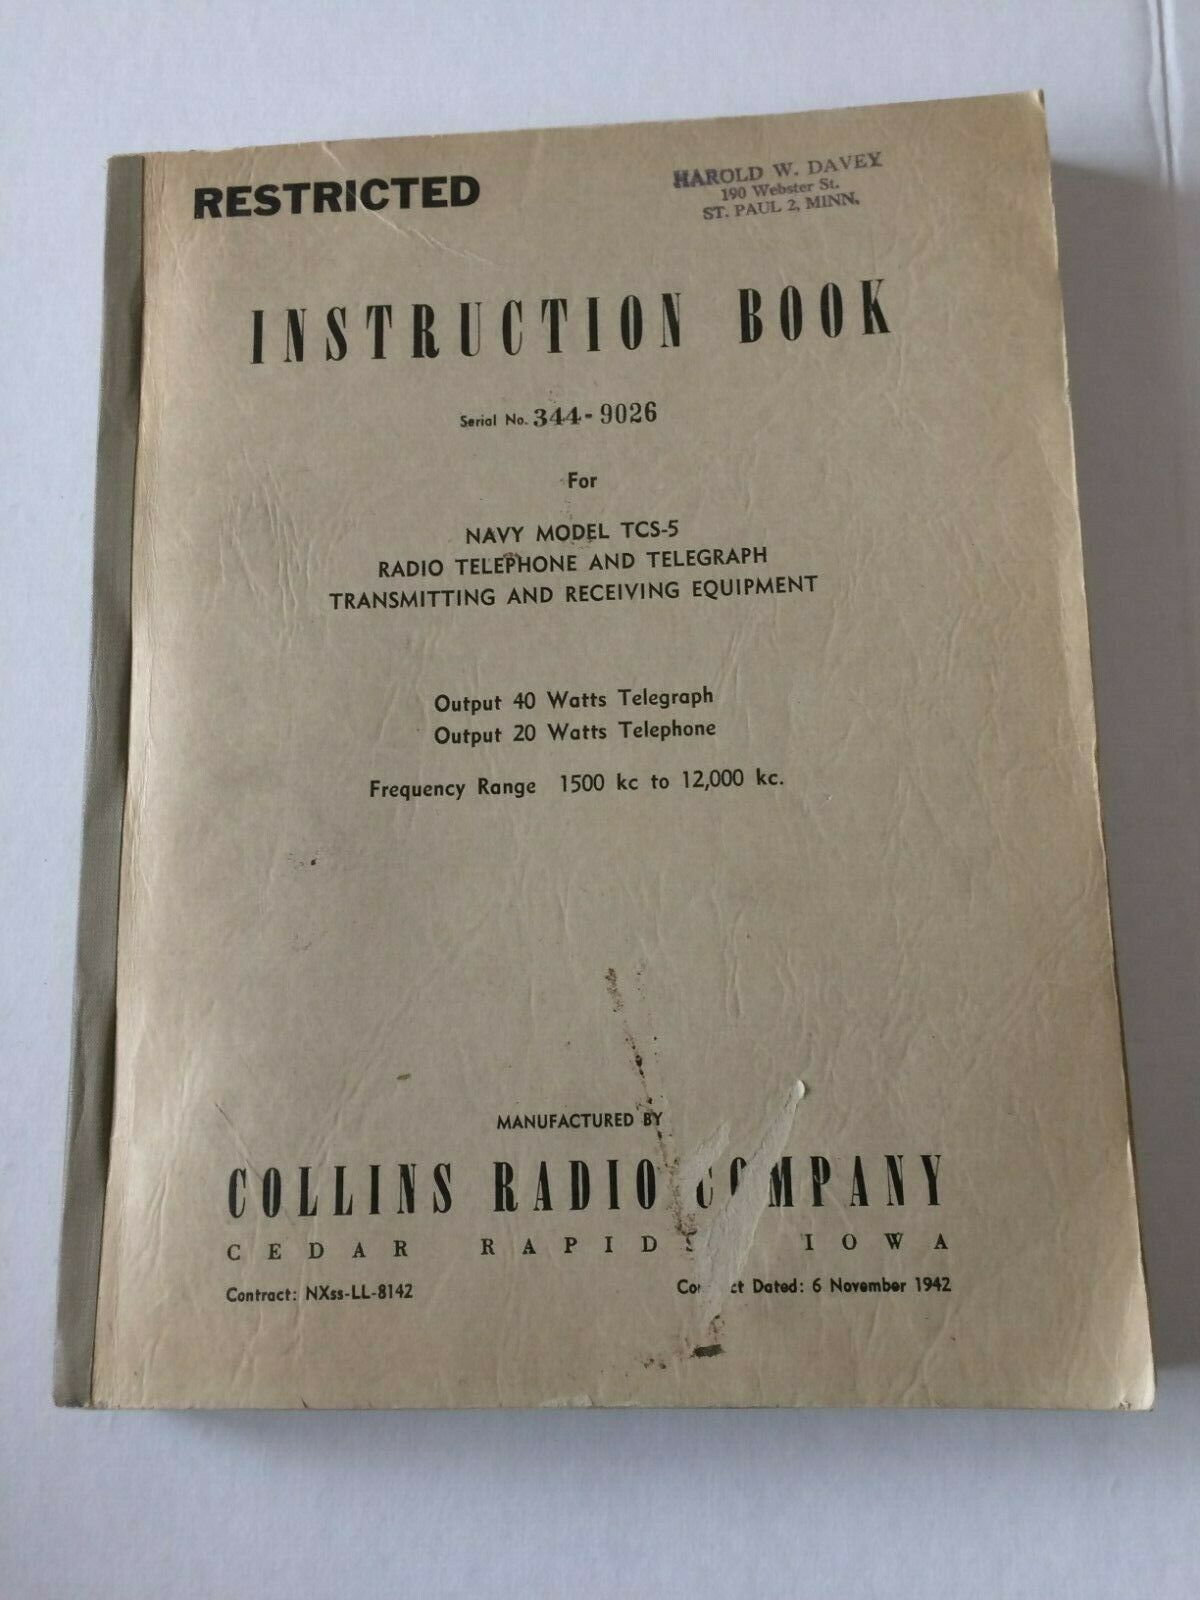 RESTRICTED
HAROLD W. DAVEY
190 Webster St.
ST. PAUL 2, MINN.
INSTRUCTION BOOK
Serial No. 344-9026
For
NAVY MODEL TCS-5
RADIO TELEPHONE AND TELEGRAPH
TRANSMITTING AND RECEIVING EQUIPMENT
Output 40 Watts Telegraph
Output 20 Watts Telephone
Frequency Range 1500 kc to 12,000 kc.
MANUFACTURED BY
COLLINS RADIO COMPANY
CEDAR RAPIDS IOWA
Contract: NXss-LL-8142
Contract Dated: 6 November 1942